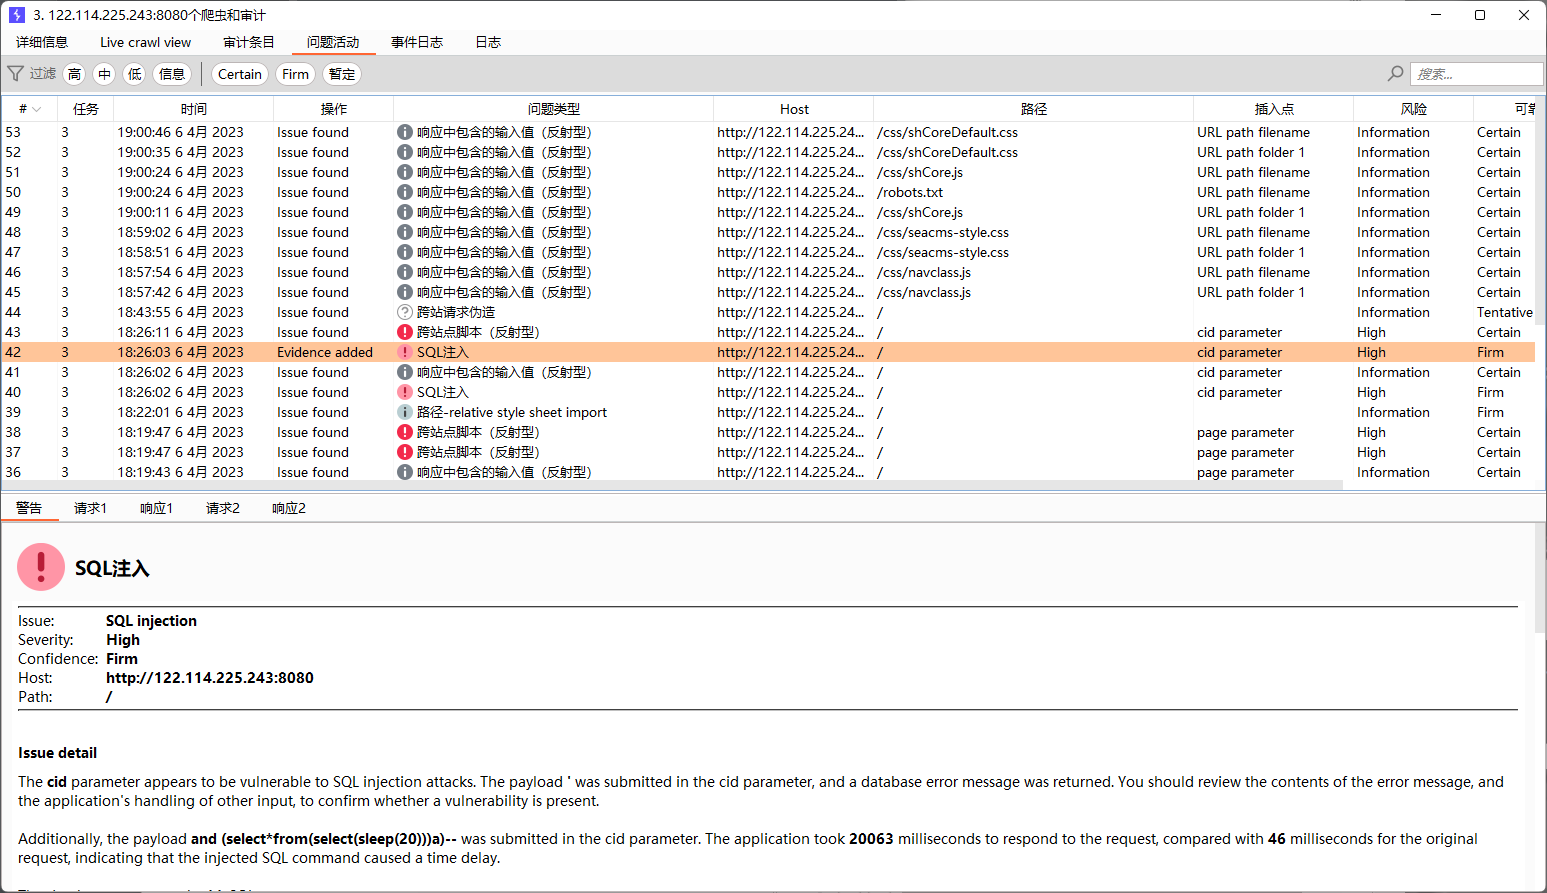 3. 122.114.225.243:8080个爬虫和审计
详细信息 Live crawl view 审计条目 问题活动 事件日志 日志
过滤 高 中 低 信息 Certain Firm 暂定 搜索...
# 任务 时间 操作 问题类型 Host 路径 插入点 风险
53 3 19:00:46 6 4月 2023 Issue found 响应中包含的输入值（反射型） http://122.114.225.24... /css/shCoreDefault.css URL path filename Information Certain
52 3 19:00:35 6 4月 2023 Issue found 响应中包含的输入值（反射型） http://122.114.225.24... /css/shCoreDefault.css URL path folder 1 Information Certain
51 3 19:00:24 6 4月 2023 Issue found 响应中包含的输入值（反射型） http://122.114.225.24... /css/shCore.js URL path filename Information Certain
50 3 19:00:24 6 4月 2023 Issue found 响应中包含的输入值（反射型） http://122.114.225.24... /robots.txt URL path filename Information Certain
49 3 19:00:11 6 4月 2023 Issue found 响应中包含的输入值（反射型） http://122.114.225.24... /css/shCore.js URL path folder 1 Information Certain
48 3 18:59:02 6 4月 2023 Issue found 响应中包含的输入值（反射型） http://122.114.225.24... /css/seacms-style.css URL path filename Information Certain
47 3 18:58:51 6 4月 2023 Issue found 响应中包含的输入值（反射型） http://122.114.225.24... /css/seacms-style.css URL path folder 1 Information Certain
46 3 18:57:54 6 4月 2023 Issue found 响应中包含的输入值（反射型） http://122.114.225.24... /css/navclass.js URL path filename Information Certain
45 3 18:57:42 6 4月 2023 Issue found 响应中包含的输入值（反射型） http://122.114.225.24... /css/navclass.js URL path folder 1 Information Certain
44 3 18:43:55 6 4月 2023 Issue found 跨站请求伪造 http://122.114.225.24... / Information Tentative
43 3 18:26:11 6 4月 2023 Issue found 跨站点脚本（反射型） http://122.114.225.24... / cid parameter High Certain
42 3 18:26:03 6 4月 2023 Evidence added SQL注入 http://122.114.225.24... / cid parameter High Firm
41 3 18:26:02 6 4月 2023 Issue found 响应中包含的输入值（反射型） http://122.114.225.24... / cid parameter Information Certain
40 3 18:26:02 6 4月 2023 Issue found SQL注入 http://122.114.225.24... / cid parameter High Firm
39 3 18:22:01 6 4月 2023 Issue found 路径-relative style sheet import http://122.114.225.24... / Information Firm
38 3 18:19:47 6 4月 2023 Issue found 跨站点脚本（反射型） http://122.114.225.24... / page parameter High Certain
37 3 18:19:47 6 4月 2023 Issue found 跨站点脚本（反射型） http://122.114.225.24... / page parameter High Certain
36 3 18:19:43 6 4月 2023 Issue found 响应中包含的输入值（反射型） http://122.114.225.24... / page parameter Information Certain
警告 请求1 响应1 请求2 响应2
SQL注入
Issue: SQL injection
Severity: High
Confidence: Firm
Host: http://122.114.225.243:8080
Path: /
Issue detail
The cid parameter appears to be vulnerable to SQL injection attacks. The payload ' was submitted in the cid parameter, and a database error message was returned. You should review the contents of the error message, and
the application's handling of other input, to confirm whether a vulnerability is present.
Additionally, the payload and (select*from(select(sleep(20)))a)-- was submitted in the cid parameter. The application took 20063 milliseconds to respond to the request, compared with 46 milliseconds for the original
request, indicating that the injected SQL command caused a time delay.